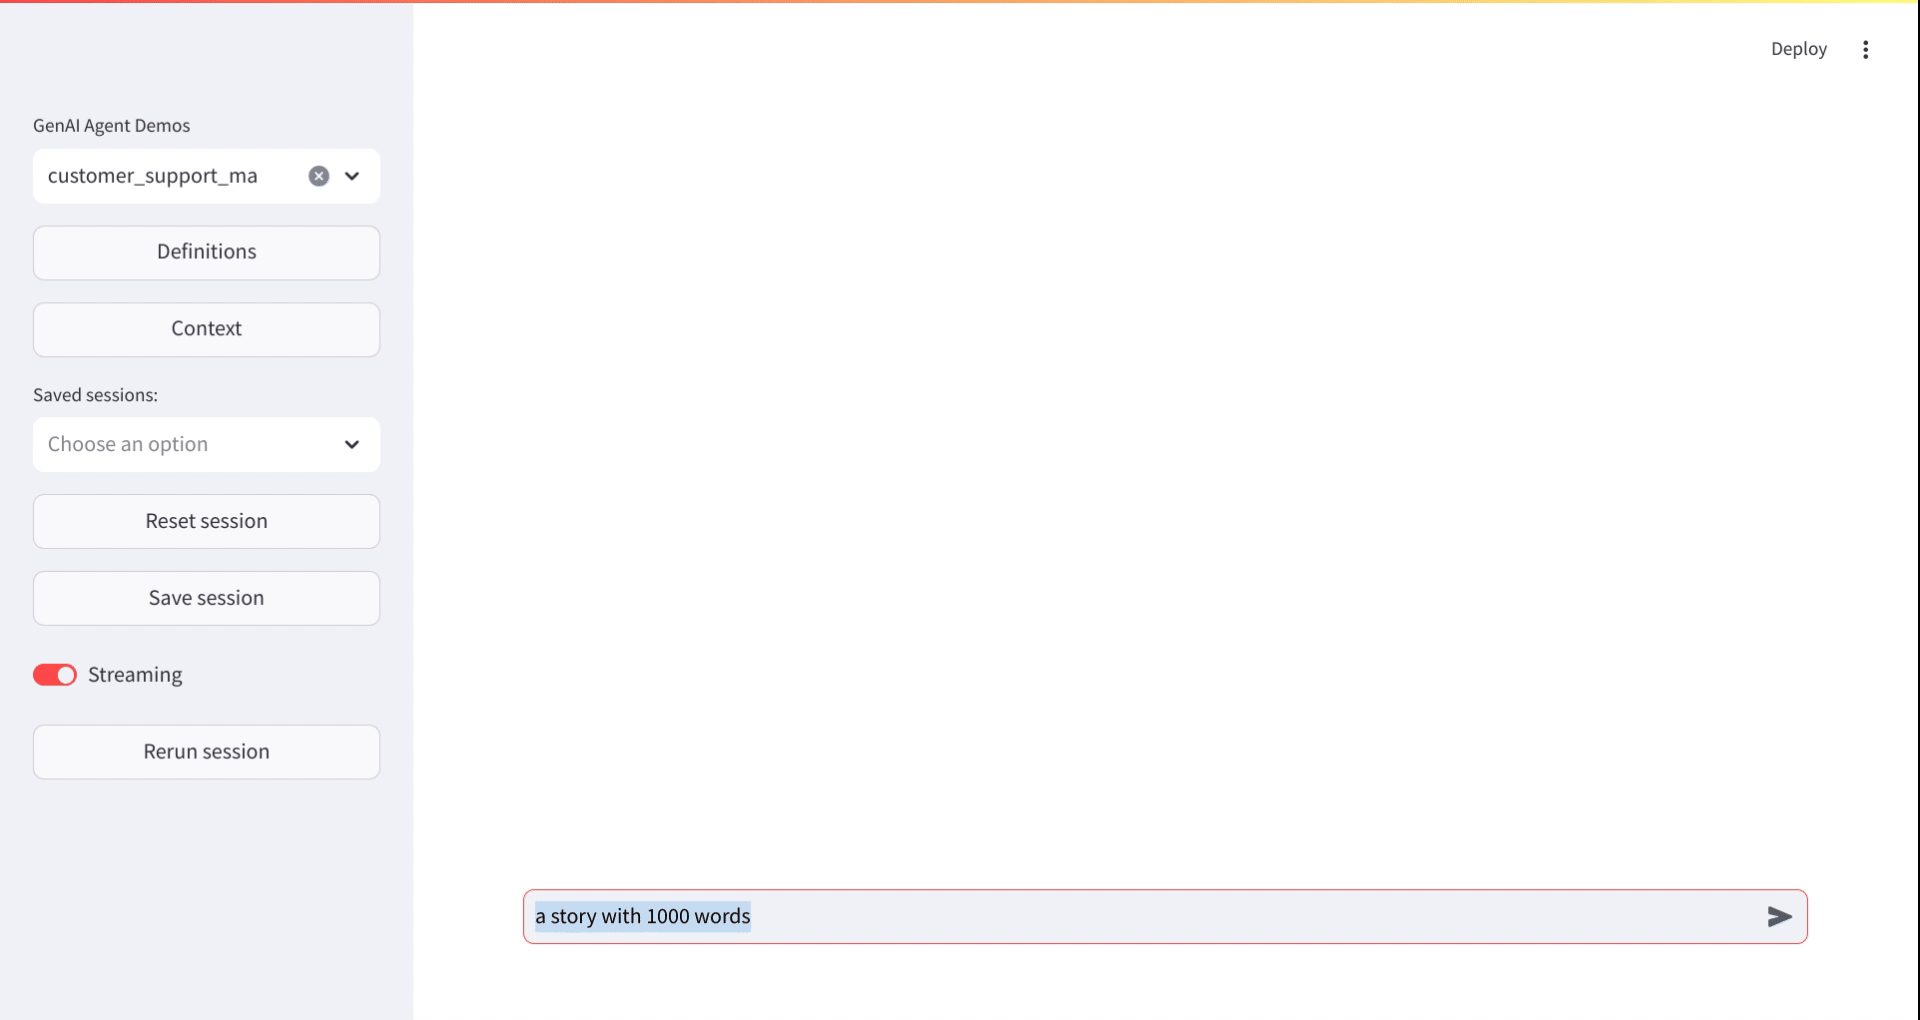 Deploy
GenAI Agent Demos
customer_support_ma
Definitions
Context
Saved sessions:
Choose an option
Reset session
Save session
Streaming
Rerun session
a story with 1000 words